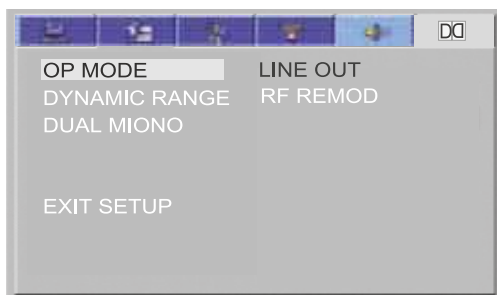 OP MODE LINE OUT
DYNAMIC RANGE RF REMOD
DUAL MIONO
EXIT SETUP